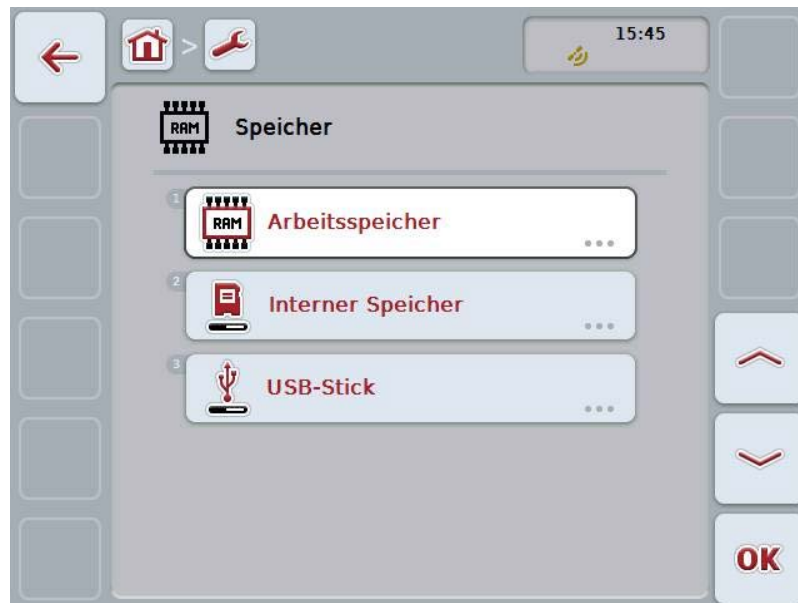 >
15:45
RAM
Speicher
1
RAM
Arbeitsspeicher
2
Interner Speicher
3
USB-Stick
OK